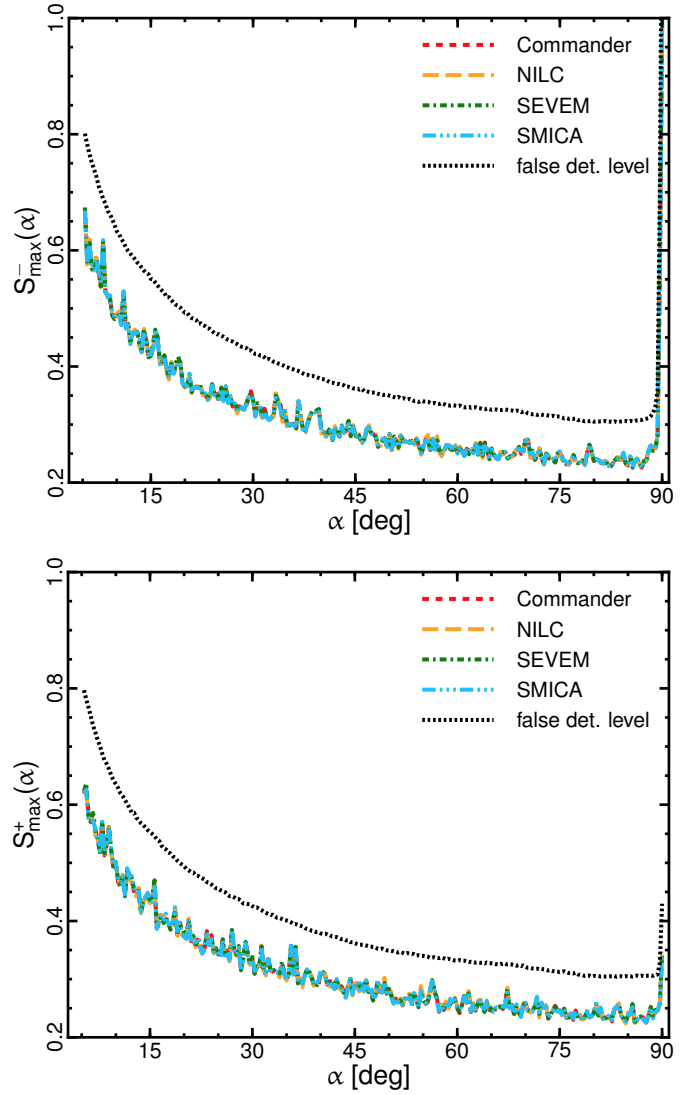 1.0
0.8
0.6
0.4
0.2
S⁻max(α)
Commander
NILC
SEVEM
SMICA
false det. level
15 30 45 60 75 90
α [deg]
1.0
0.8
0.6
0.4
0.2
S⁺max(α)
Commander
NILC
SEVEM
SMICA
false det. level
15 30 45 60 75 90
α [deg]